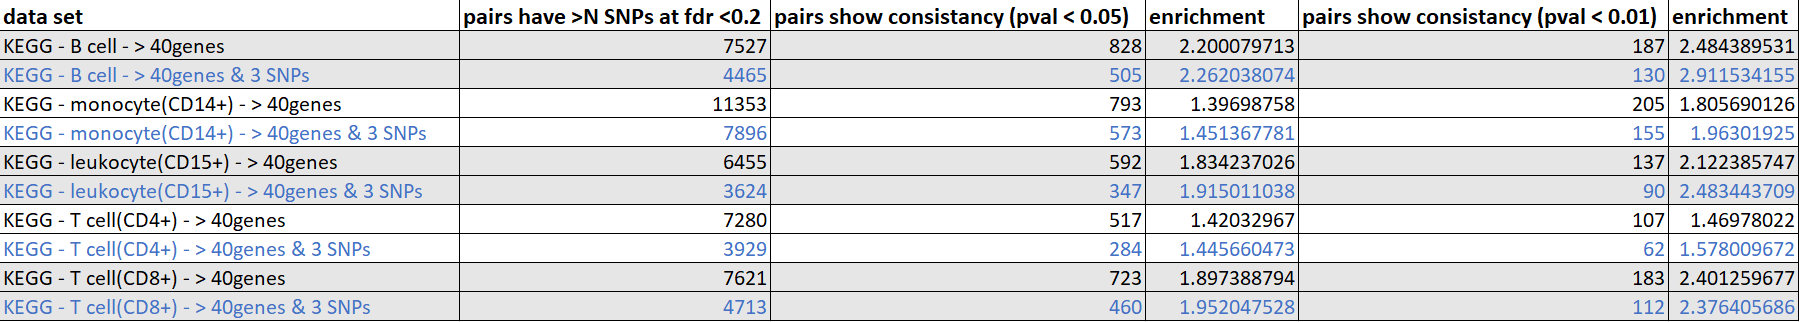 data set pairs have >N SNPs at fdr <0.2 pairs show consistancy (pval < 0.05) enrichment pairs show consistancy (pval < 0.01) enrichment
KEGG - B cell - > 40genes 7527 828 2.200079713 187 2.484389531
KEGG - B cell - > 40genes & 3 SNPs 4465 505 2.262038074 130 2.911534155
KEGG - monocyte(CD14+) - > 40genes 11353 793 1.39698758 205 1.805690126
KEGG - monocyte(CD14+) - > 40genes & 3 SNPs 7896 573 1.451367781 155 1.96301925
KEGG - leukocyte(CD15+) - > 40genes 6455 592 1.834237026 137 2.122385747
KEGG - leukocyte(CD15+) - > 40genes & 3 SNPs 3624 347 1.915011038 90 2.483443709
KEGG - T cell(CD4+) - > 40genes 7280 517 1.42032967 107 1.46978022
KEGG - T cell(CD4+) - > 40genes & 3 SNPs 3929 284 1.445660473 62 1.578009672
KEGG - T cell(CD8+) - > 40genes 7621 723 1.897388794 183 2.401259677
KEGG - T cell(CD8+) - > 40genes & 3 SNPs 4713 460 1.952047528 112 2.376405686